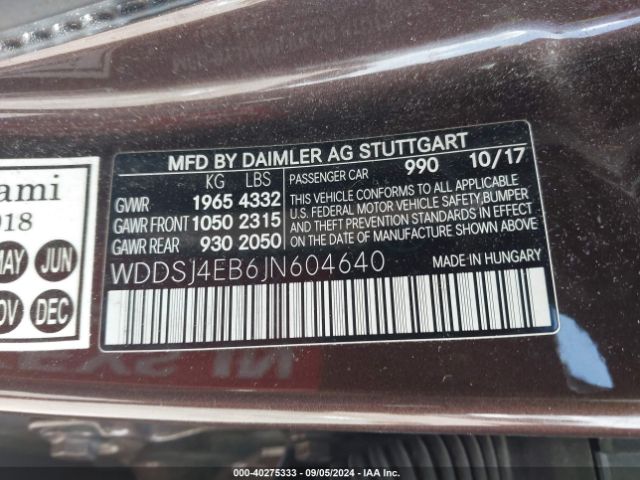 MFD BY DAIMLER AG STUTTGART
KG LBS
GVWR 1965 4332
GAWR FRONT 1050 2315
GAWR REAR 930 2050
PASSENGER CAR 990 10/17
THIS VEHICLE CONFORMS TO ALL APPLICABLE
U.S. FEDERAL MOTOR VEHICLE SAFETY, BUMPER
AND THEFT PREVENTION STANDARDS IN EFFECT
ON THE DATE OF MANUFACTURE SHOWN ABOVE.
WDDSJ4EB6JN604640
MADE IN HUNGARY
ami
018
MAY JUN
OV DEC
000-40275333 - 09/05/2024 - IAA Inc.